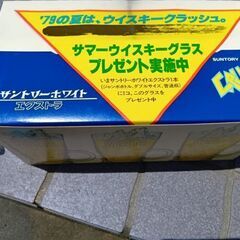 '79の夏は、ウイスキークラッシュ。
サマーウイスキーグラス
プレゼント実施中
いまサントリーホワイトエクストラ1本
(ジャンボボトル、ダブルサイズ、普通瓶)
に1コ、このグラスを
プレゼント中
SUNTORY
サントリーホワイト
エクストラ